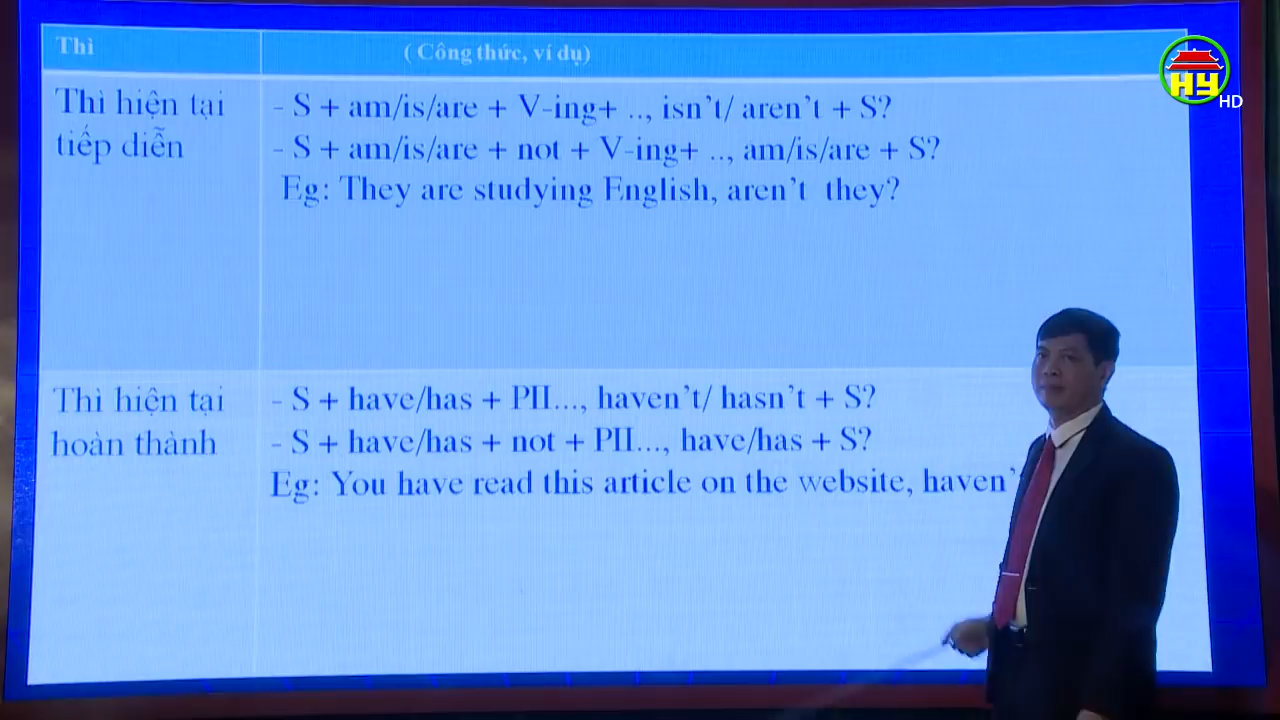 Thì
( Công thức, ví dụ)
Thì hiện tại
tiếp diễn
- S + am/is/are + V-ing+ .., isn't/ aren't + S?
- S + am/is/are + not + V-ing+ .., am/is/are + S?
Eg: They are studying English, aren't they?
Thì hiện tại
hoàn thành
- S + have/has + PII..., haven't/ hasn't + S?
- S + have/has + not + PII..., have/has + S?
Eg: You have read this article on the website, haven'
HY
HD